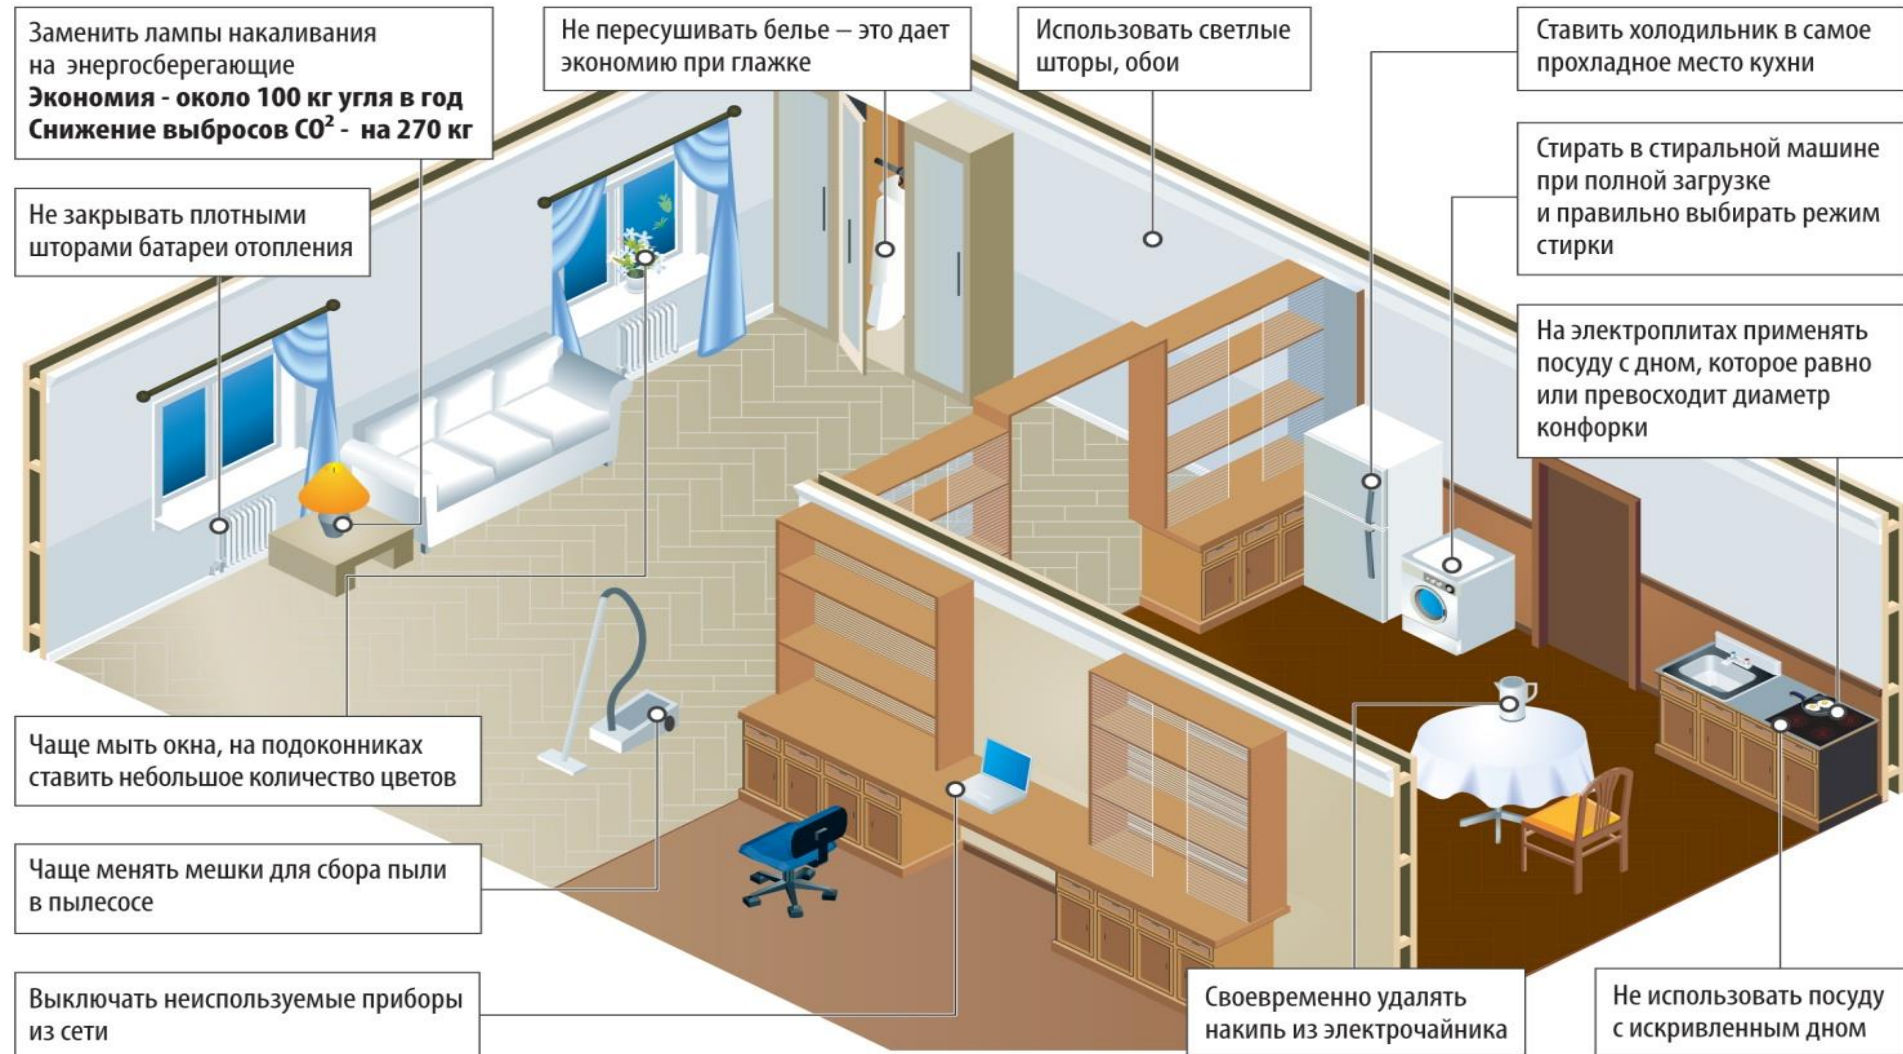 Заменить лампы накаливания
на энергосберегающие
Экономия - около 100 кг угля в год
Снижение выбросов СО² - на 270 кг
Не пересушивать белье – это дает
экономию при глажке
Использовать светлые
шторы, обои
Ставить холодильник в самое
прохладное место кухни
Не закрывать плотными
шторами батареи отопления
Стирать в стиральной машине
при полной загрузке
и правильно выбирать режим
стирки
На электроплитах применять
посуду с дном, которое равно
или превосходит диаметр
конфорки
Чаще мыть окна, на подоконниках
ставить небольшое количество цветов
Чаще менять мешки для сбора пыли
в пылесосе
Выключать неиспользуемые приборы
из сети
Своевременно удалять
накипь из электрочайника
Не использовать посуду
с искривленным дном